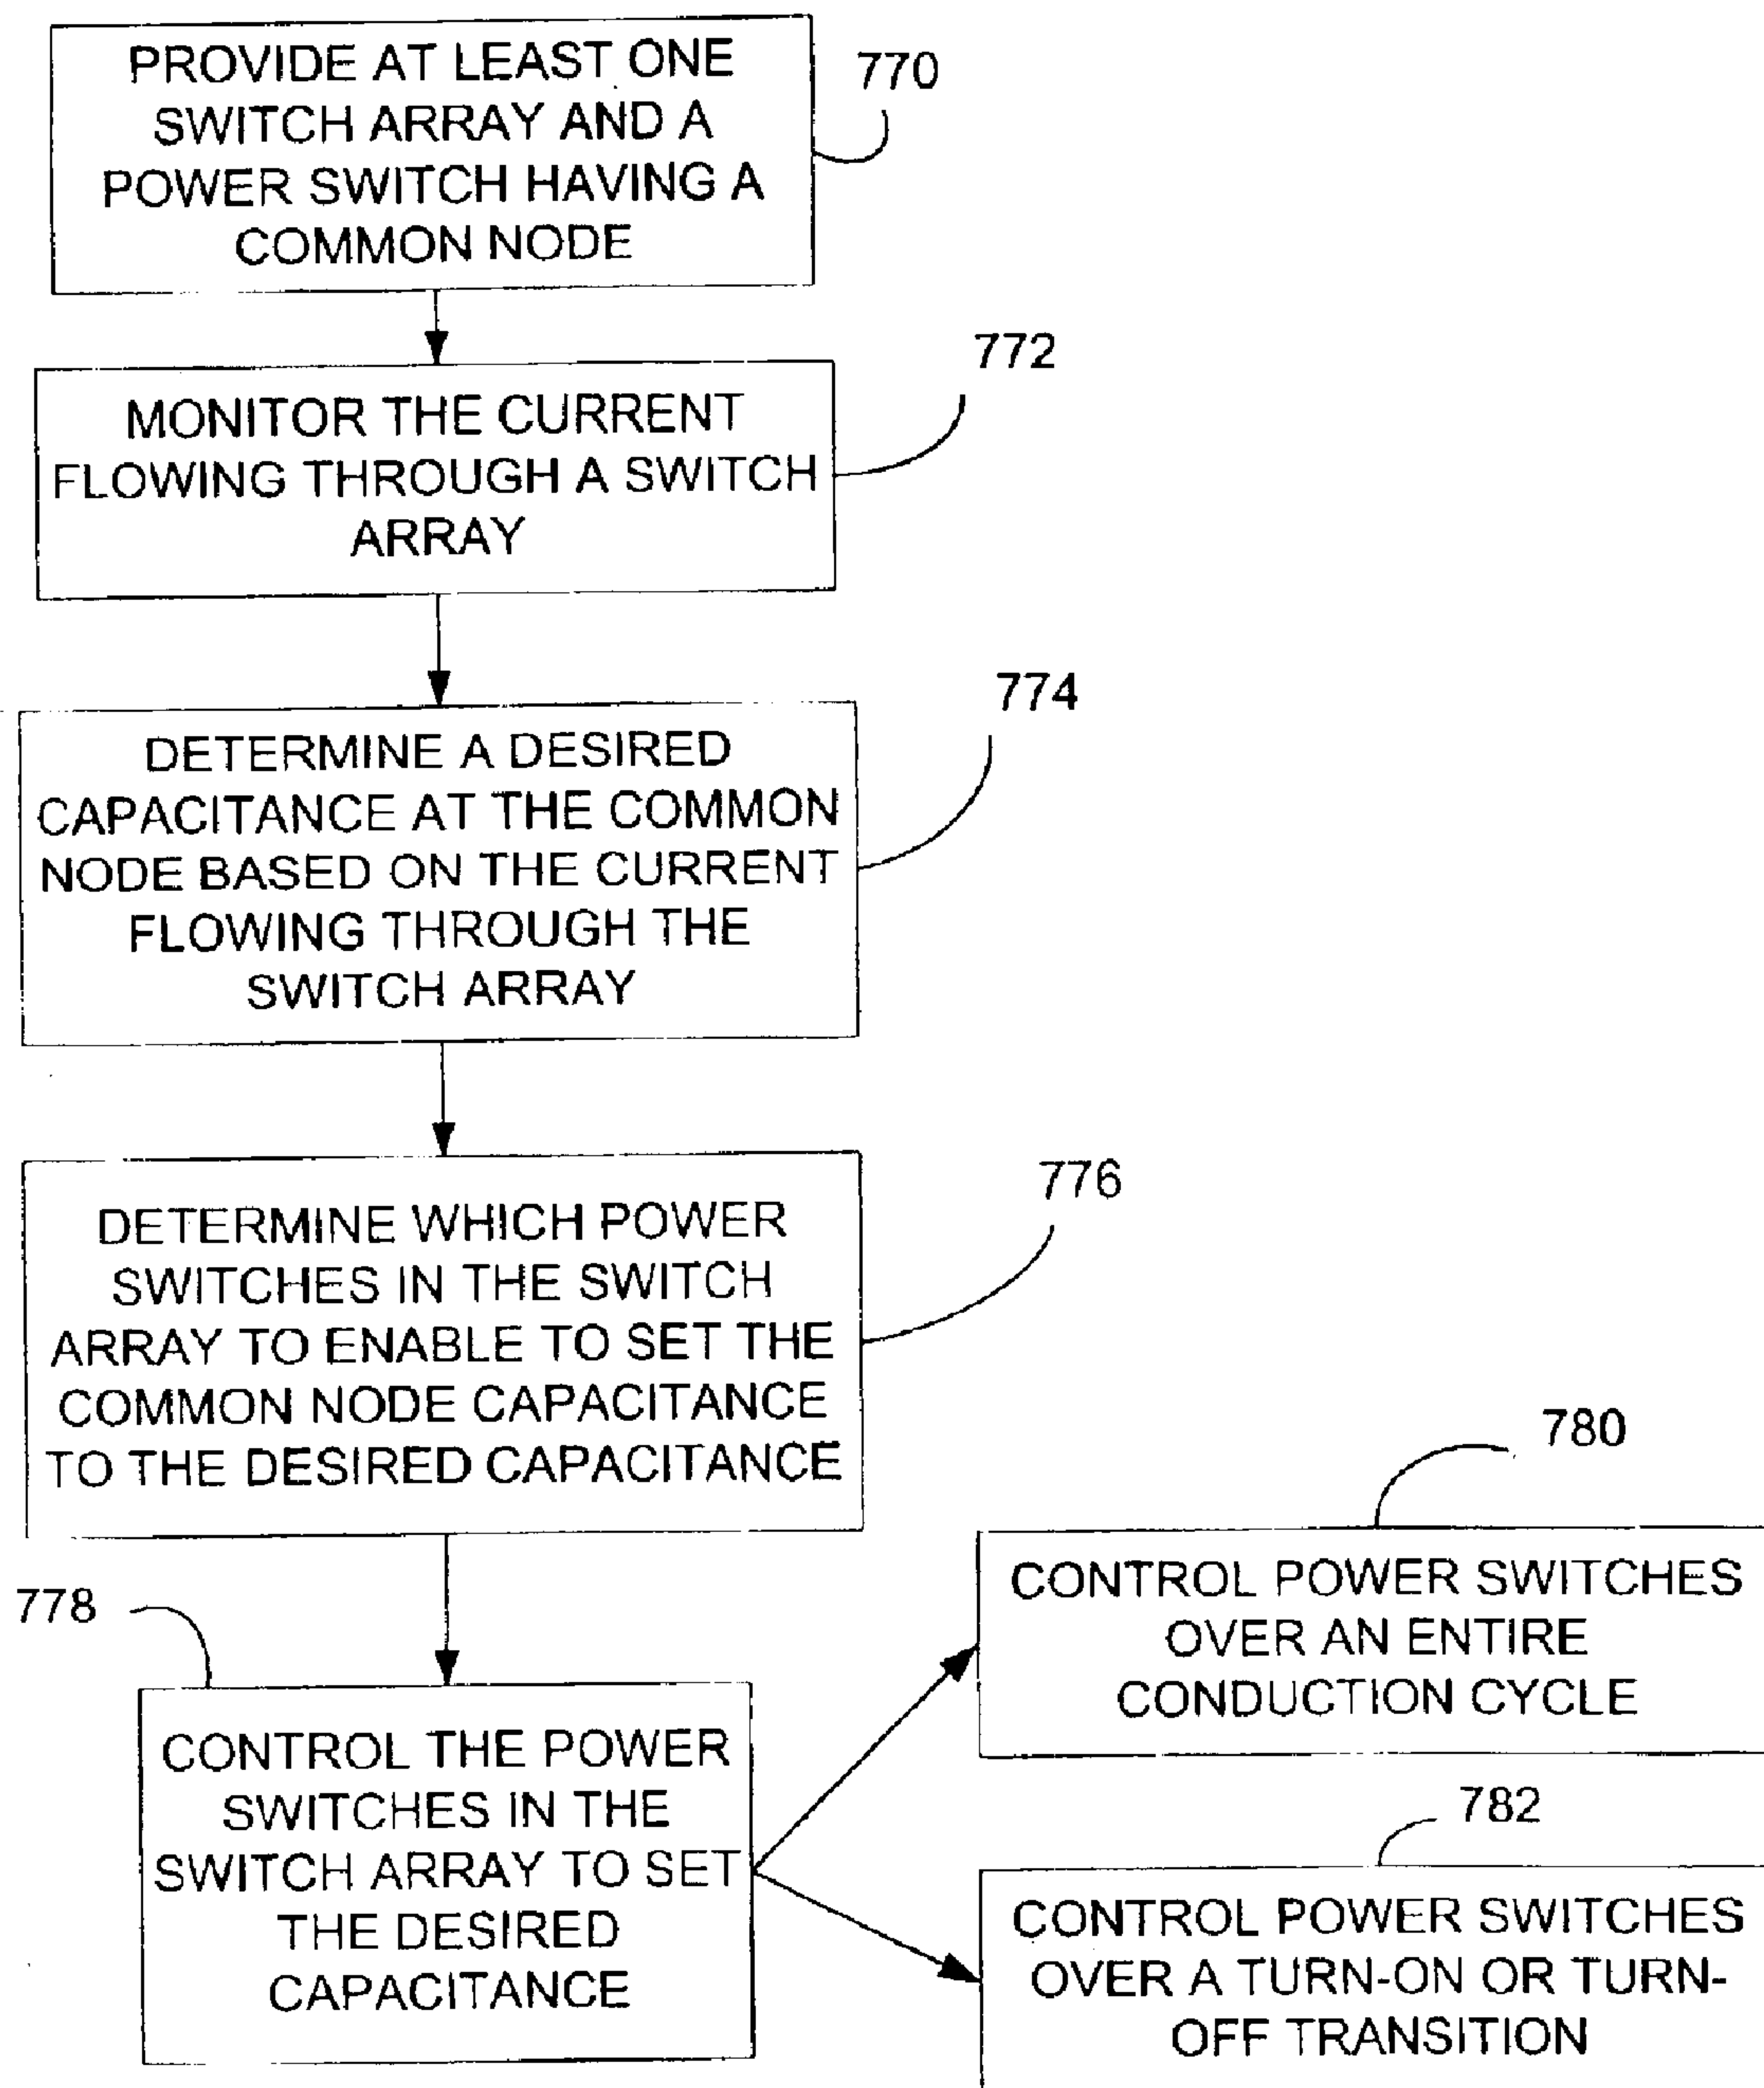 PROVIDE AT LEAST ONE
SWITCH ARRAY AND A
POWER SWITCH HAVING A
COMMON NODE
770
MONITOR THE CURRENT
FLOWING THROUGH A SWITCH
ARRAY
772
DETERMINE A DESIRED
CAPACITANCE AT THE COMMON
NODE BASED ON THE CURRENT
FLOWING THROUGH THE
SWITCH ARRAY
774
DETERMINE WHICH POWER
SWITCHES IN THE SWITCH
ARRAY TO ENABLE TO SET THE
COMMON NODE CAPACITANCE
TO THE DESIRED CAPACITANCE
776
778
CONTROL THE POWER
SWITCHES IN THE
SWITCH ARRAY TO SET
THE DESIRED
CAPACITANCE
780
CONTROL POWER SWITCHES
OVER AN ENTIRE
CONDUCTION CYCLE
782
CONTROL POWER SWITCHES
OVER A TURN-ON OR TURN-
OFF TRANSITION